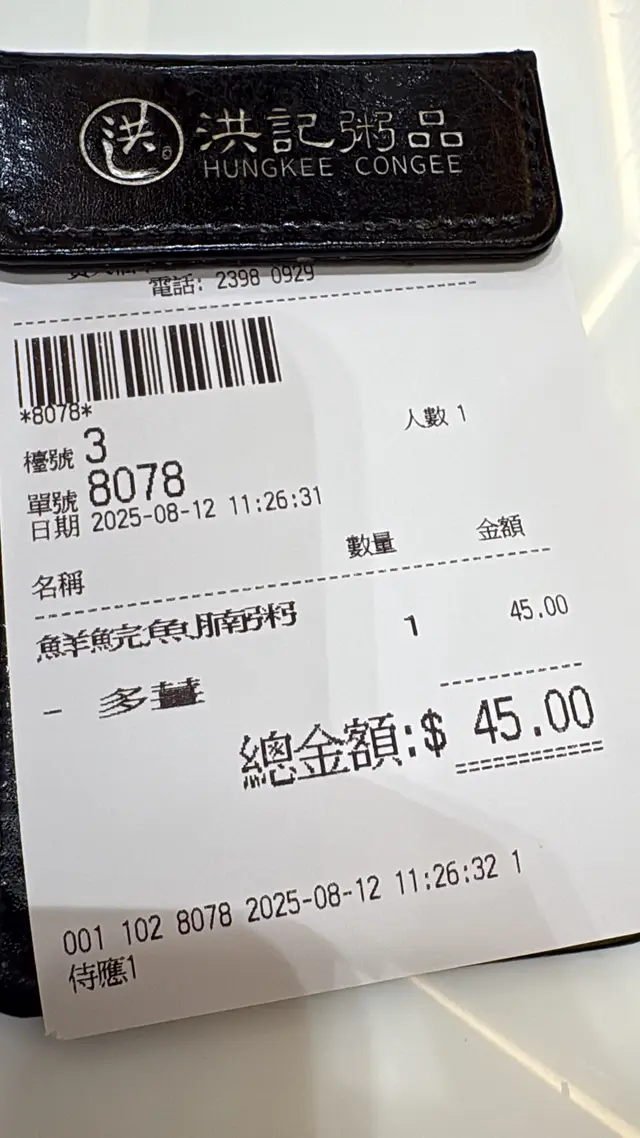 洪 洪記粥品
HUNGKEE CONGEE
電話: 2398 0929
*8078*
人數 1
檯號 3
單號 8078
日期 2025-08-12 11:26:31
名稱 數量 金額
鮮鯇魚腩粥 1 45.00
- 多薑
總金額:$ 45.00
001 102 8078 2025-08-12 11:26:32 1
侍應1